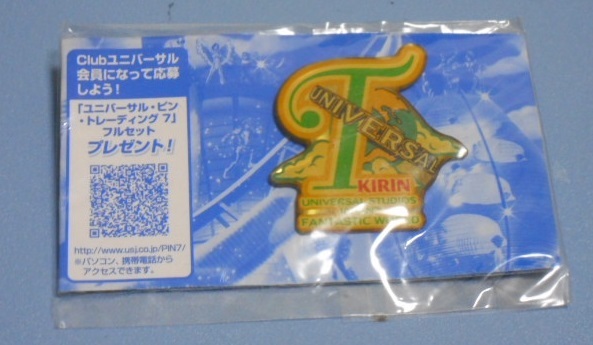 Clubユニバーサル
会員になって応募
しよう!
「ユニバーサル・ピン
・トレーディング 7」
フルセット
プレゼント!
http://www.usj.co.jp/PIN7/
※パソコン、携帯電話から
アクセスできます。
T
UNIVERSAL
KIRIN
UNIVERSAL STUDIOS
FANTASTIC WORLD